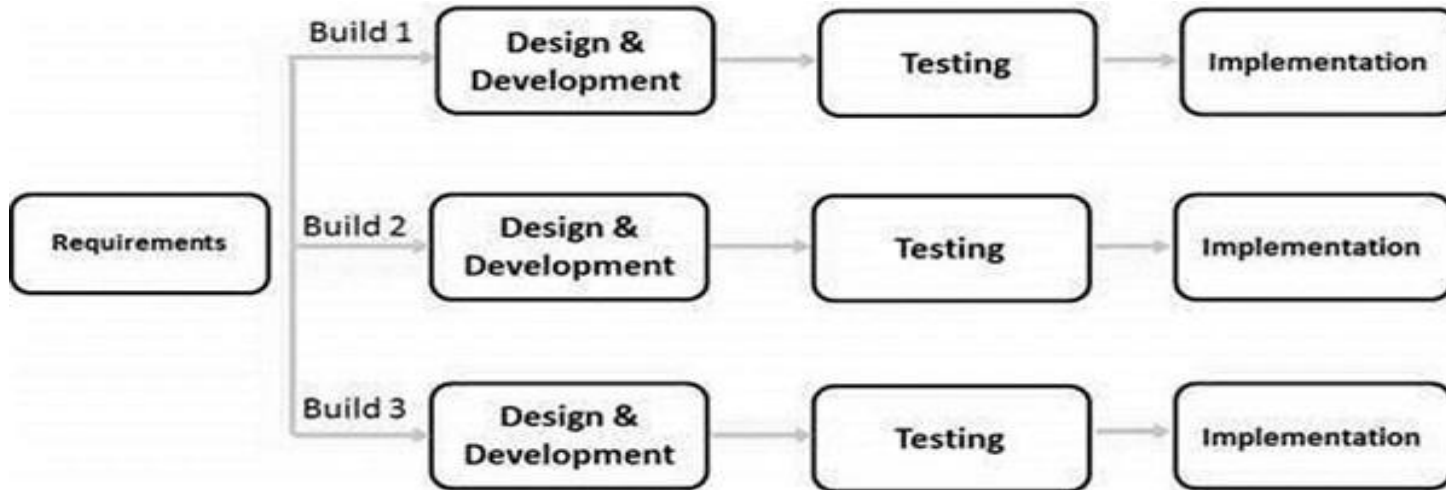 Build 1
Design &
Development
Testing
Implementation
Requirements
Build 2
Design &
Development
Testing
Implementation
Build 3
Design &
Development
Testing
Implementation